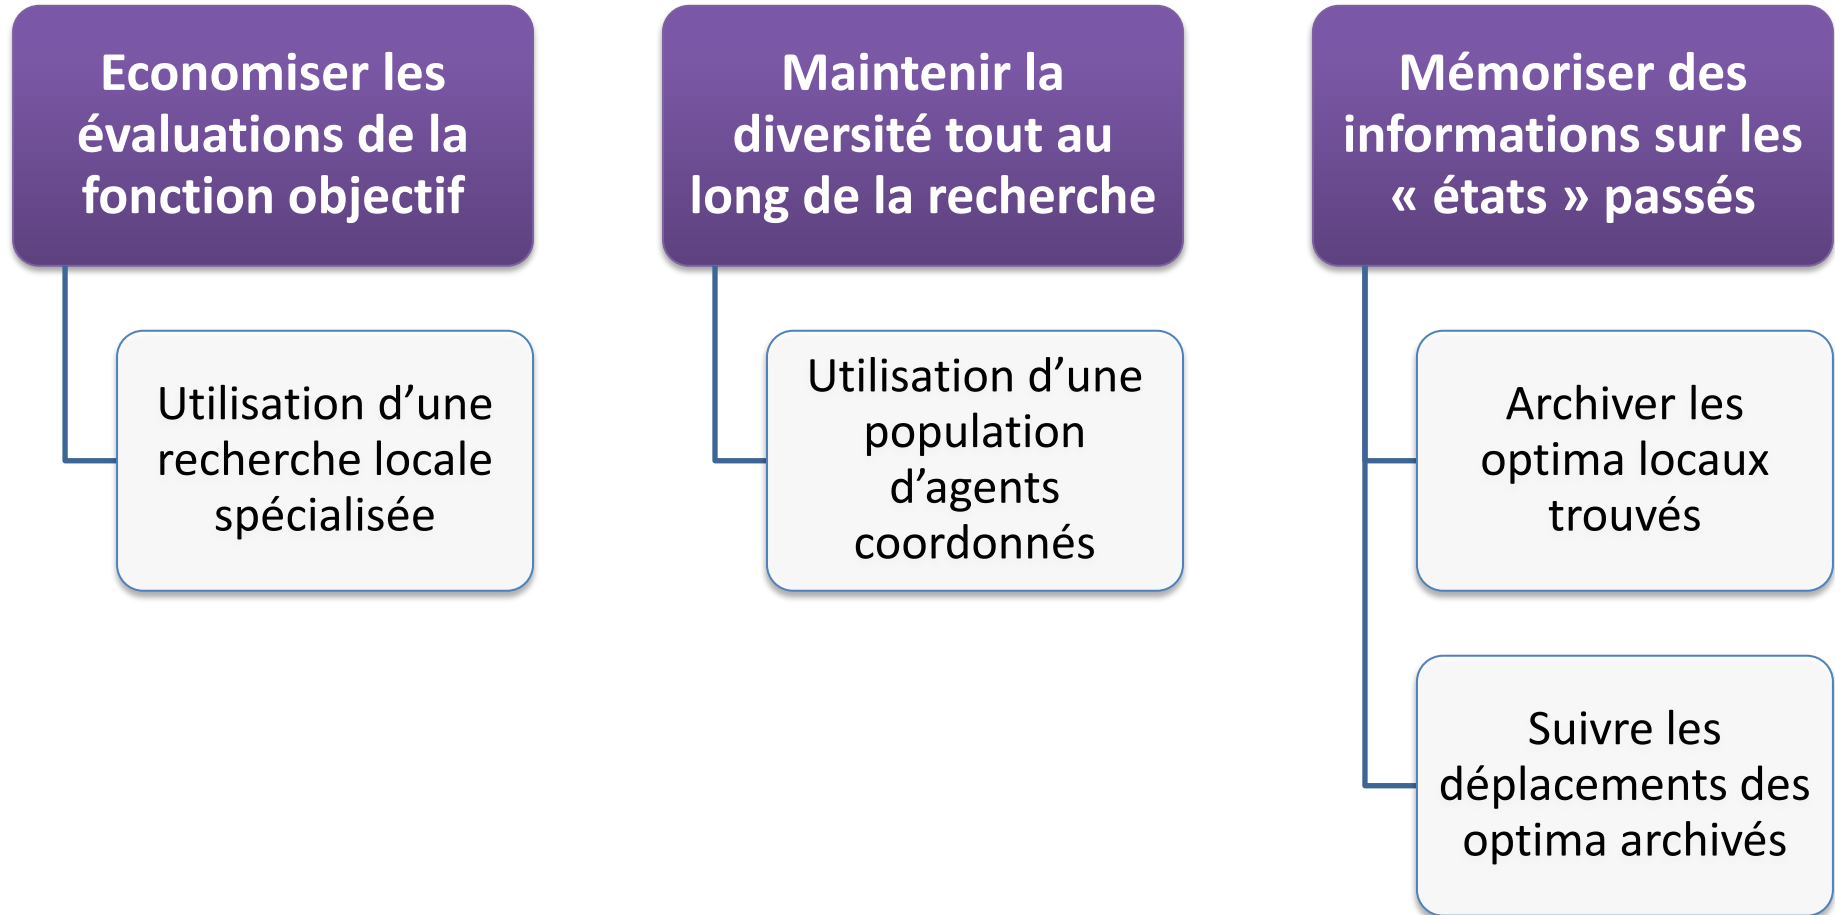 Economiser les
évaluations de la
fonction objectif
Utilisation d’une
recherche locale
spécialisée
Maintenir la
diversité tout au
long de la recherche
Utilisation d’une
population
d’agents
coordonnés
Mémoriser des
informations sur les
« états » passés
Archiver les
optima locaux
trouvés
Suivre les
déplacements des
optima archivés